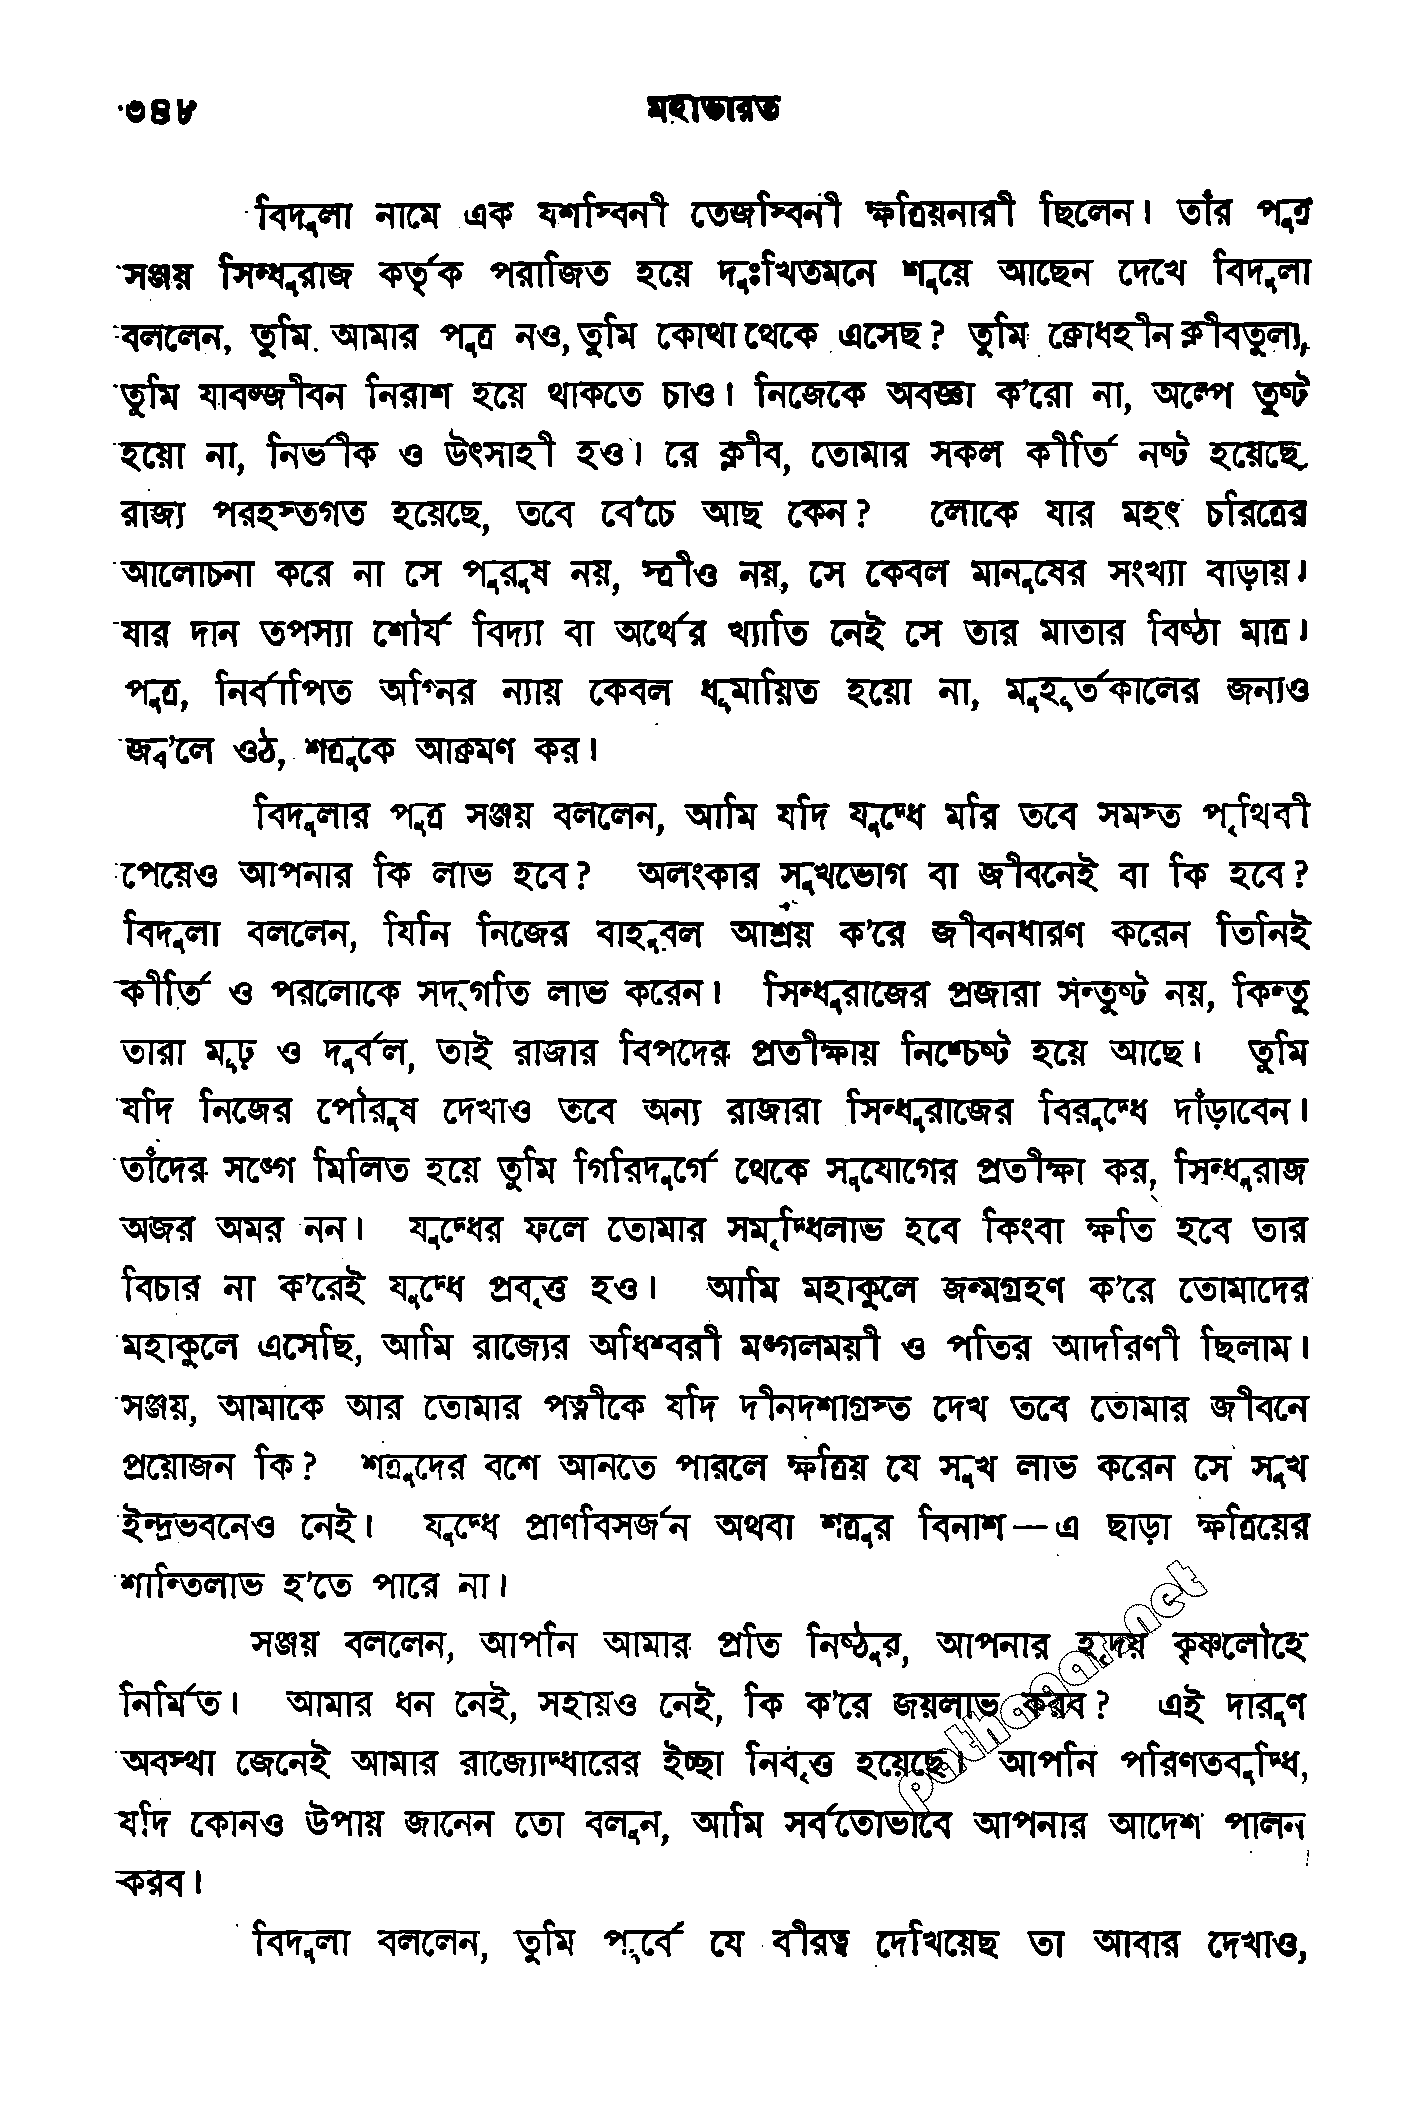 ৩৪৮ মহাভারত
বিদুলা নামে এক যশস্বিনী তেজস্বিনী ক্ষত্রিয়নারী ছিলেন। তাঁর পুত্র
সঞ্জয় সিন্ধুরাজ কর্তৃক পরাজিত হয়ে দুঃখিতমনে শুয়ে আছেন দেখে বিদুলা
বললেন, তুমি আমার পুত্র নও, তুমি কোথা থেকে এসেছ? তুমি ক্রোধহীন ক্লীবতুল্য,
তুমি যাবজ্জীবন নিরাশ হয়ে থাকতে চাও। নিজেকে অবজ্ঞা ক'রো না, অল্পে তুষ্ট
হয়ো না, নির্ভীক ও উৎসাহী হও। রে ক্লীব, তোমার সকল কীর্তি নষ্ট হয়েছে,
রাজ্য পরহস্তগত হয়েছে, তবে বেঁচে আছ কেন? লোকে যার মহৎ চরিত্রের
আলোচনা করে না সে পুরুষ নয়, স্ত্রীও নয়, সে কেবল মানুষের সংখ্যা বাড়ায়।
যার দান তপস্যা শৌর্য বিদ্যা বা অর্থের খ্যাতি নেই সে তার মাতার বিষ্ঠা মাত্র।
পুত্র, নির্বাপিত অগ্নির ন্যায় কেবল ধূমায়িত হয়ো না, মুহূর্তকালের জন্যও
জ্ব'লে ওঠ, শত্রুকে আক্রমণ কর।
বিদুলার পুত্র সঞ্জয় বললেন, আমি যদি যুদ্ধে মরি তবে সমস্ত পৃথিবী
পেয়েও আপনার কি লাভ হবে? অলংকার সুখভোগ বা জীবনেই বা কি হবে?
বিদুলা বললেন, যিনি নিজের বাহুবল আশ্রয় ক'রে জীবনধারণ করেন তিনিই
কীর্তি ও পরলোকে সদ্‌গতি লাভ করেন। সিন্ধুরাজের প্রজারা সন্তুষ্ট নয়, কিন্তু
তারা মূঢ় ও দুর্বল, তাই রাজার বিপদের প্রতীক্ষায় নিশ্চেষ্ট হয়ে আছে। তুমি
যদি নিজের পৌরুষ দেখাও তবে অন্য রাজারা সিন্ধুরাজের বিরুদ্ধে দাঁড়াবেন।
তাঁদের সঙ্গে মিলিত হয়ে তুমি গিরিদুর্গে থেকে সুযোগের প্রতীক্ষা কর, সিন্ধুরাজ
অজর অমর নন। যুদ্ধের ফলে তোমার সমৃদ্ধিলাভ হবে কিংবা ক্ষতি হবে তার
বিচার না ক'রেই যুদ্ধে প্রবৃত্ত হও। আমি মহাকুলে জন্মগ্রহণ ক'রে তোমাদের
মহাকুলে এসেছি, আমি রাজ্যের অধিশ্বরী মঙ্গলময়ী ও পতির আদরিণী ছিলাম।
সঞ্জয়, আমাকে আর তোমার পত্নীকে যদি দীনদশাগ্রস্ত দেখ তবে তোমার জীবনে
প্রয়োজন কি? শত্রুদের বশে আনতে পারলে ক্ষত্রিয় যে সুখ লাভ করেন সে সুখ
ইন্দ্রভবনেও নেই। যুদ্ধে প্রাণবিসর্জন অথবা শত্রুর বিনাশ—এ ছাড়া ক্ষত্রিয়ের
শান্তিলাভ হ'তে পারে না।
সঞ্জয় বললেন, আপনি আমার প্রতি নিষ্ঠুর, আপনার হৃদয় কৃষ্ণলৌহে
নির্মিত। আমার ধন নেই, সহায়ও নেই, কি ক'রে জয়লাভ করব? এই দারুণ
অবস্থা জেনেই আমার রাজ্যোদ্ধারের ইচ্ছা নিবৃত্ত হয়েছে। আপনি পরিণতবুদ্ধি,
যদি কোনও উপায় জানেন তো বলুন, আমি সর্বতোভাবে আপনার আদেশ পালন
করব।
বিদুলা বললেন, তুমি পূর্বে যে বীরত্ব দেখিয়েছ তা আবার দেখাও,
pathagar.net